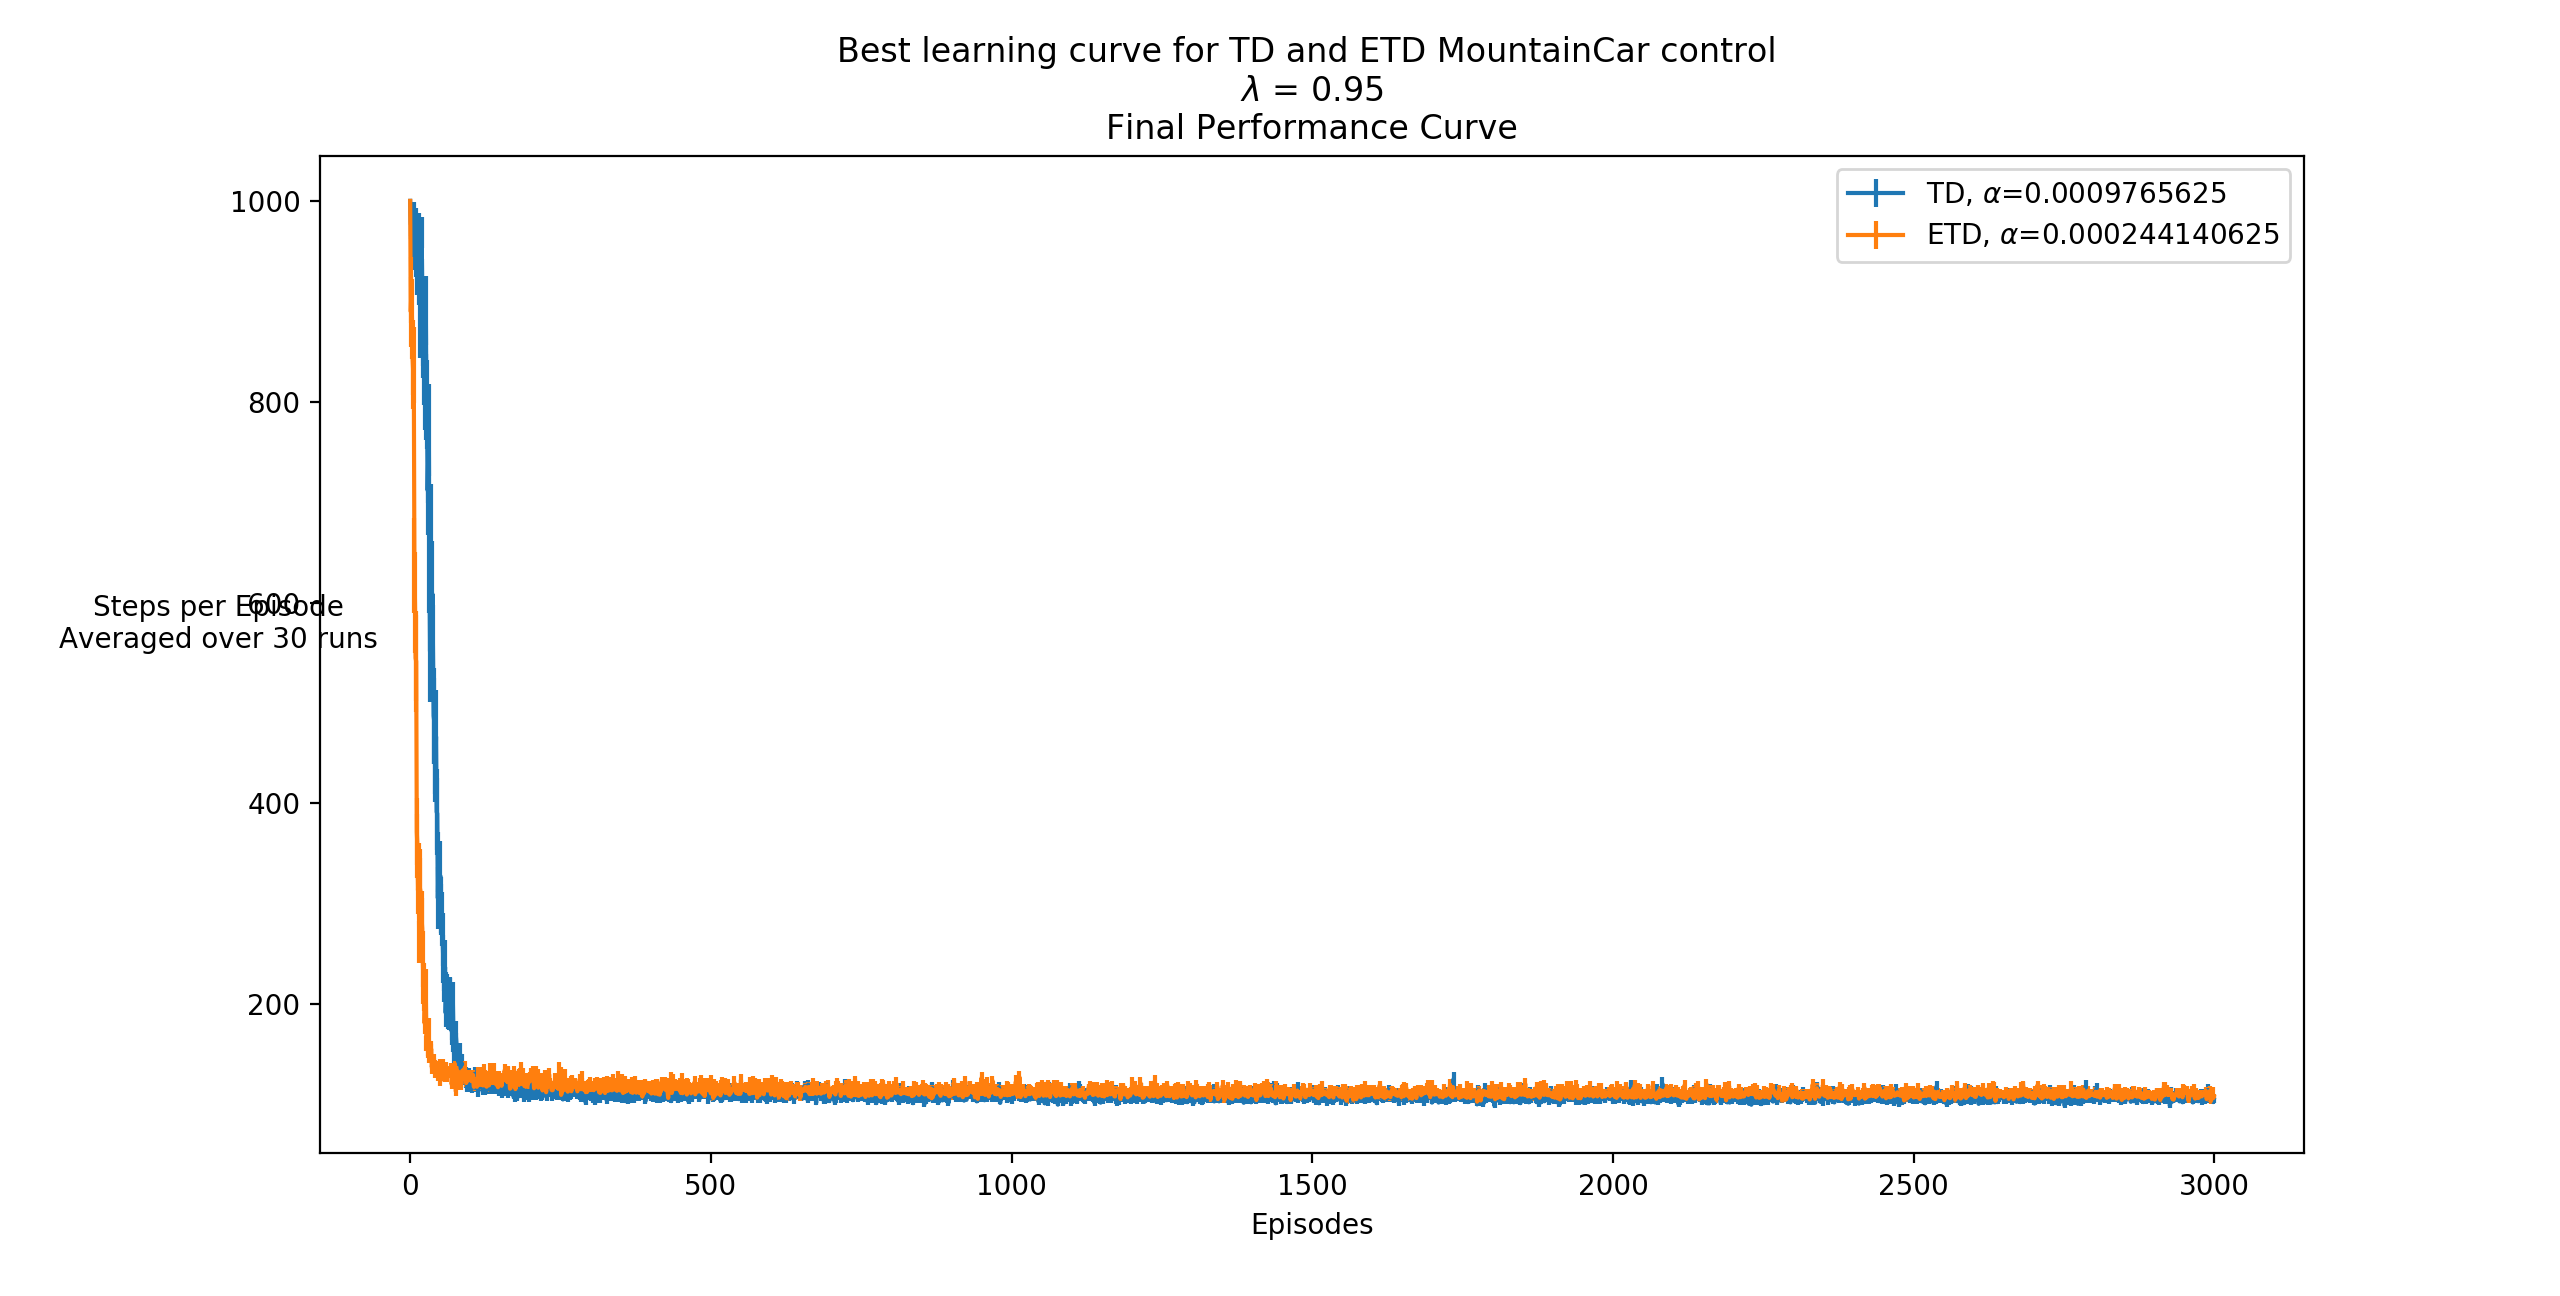 Best learning curve for TD and ETD MountainCar control
λ = 0.95
Final Performance Curve
TD, α=0.0009765625
ETD, α=0.000244140625
1000
800
600
400
200
Steps per Episode
Averaged over 30 runs
0 500 1000 1500 2000 2500 3000
Episodes